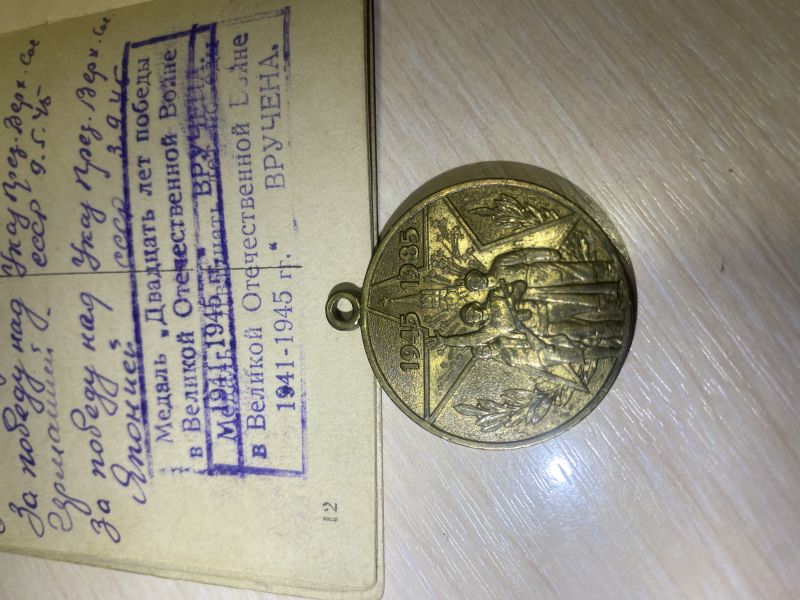 За победу над Указ През. Верх. Сов
Германией - СССР 9.5.45
За победу над Указ През. Верх. Сов
Японией СССР 3.9.45
Медаль „Двадцать лет победы
в Великой Отечественной Войне
1941-1945 гг.“ ВРУЧЕНА
в Великой Отечественной Войне
1941-1945 гг.“ ВРУЧЕНА.
12
1945 1985